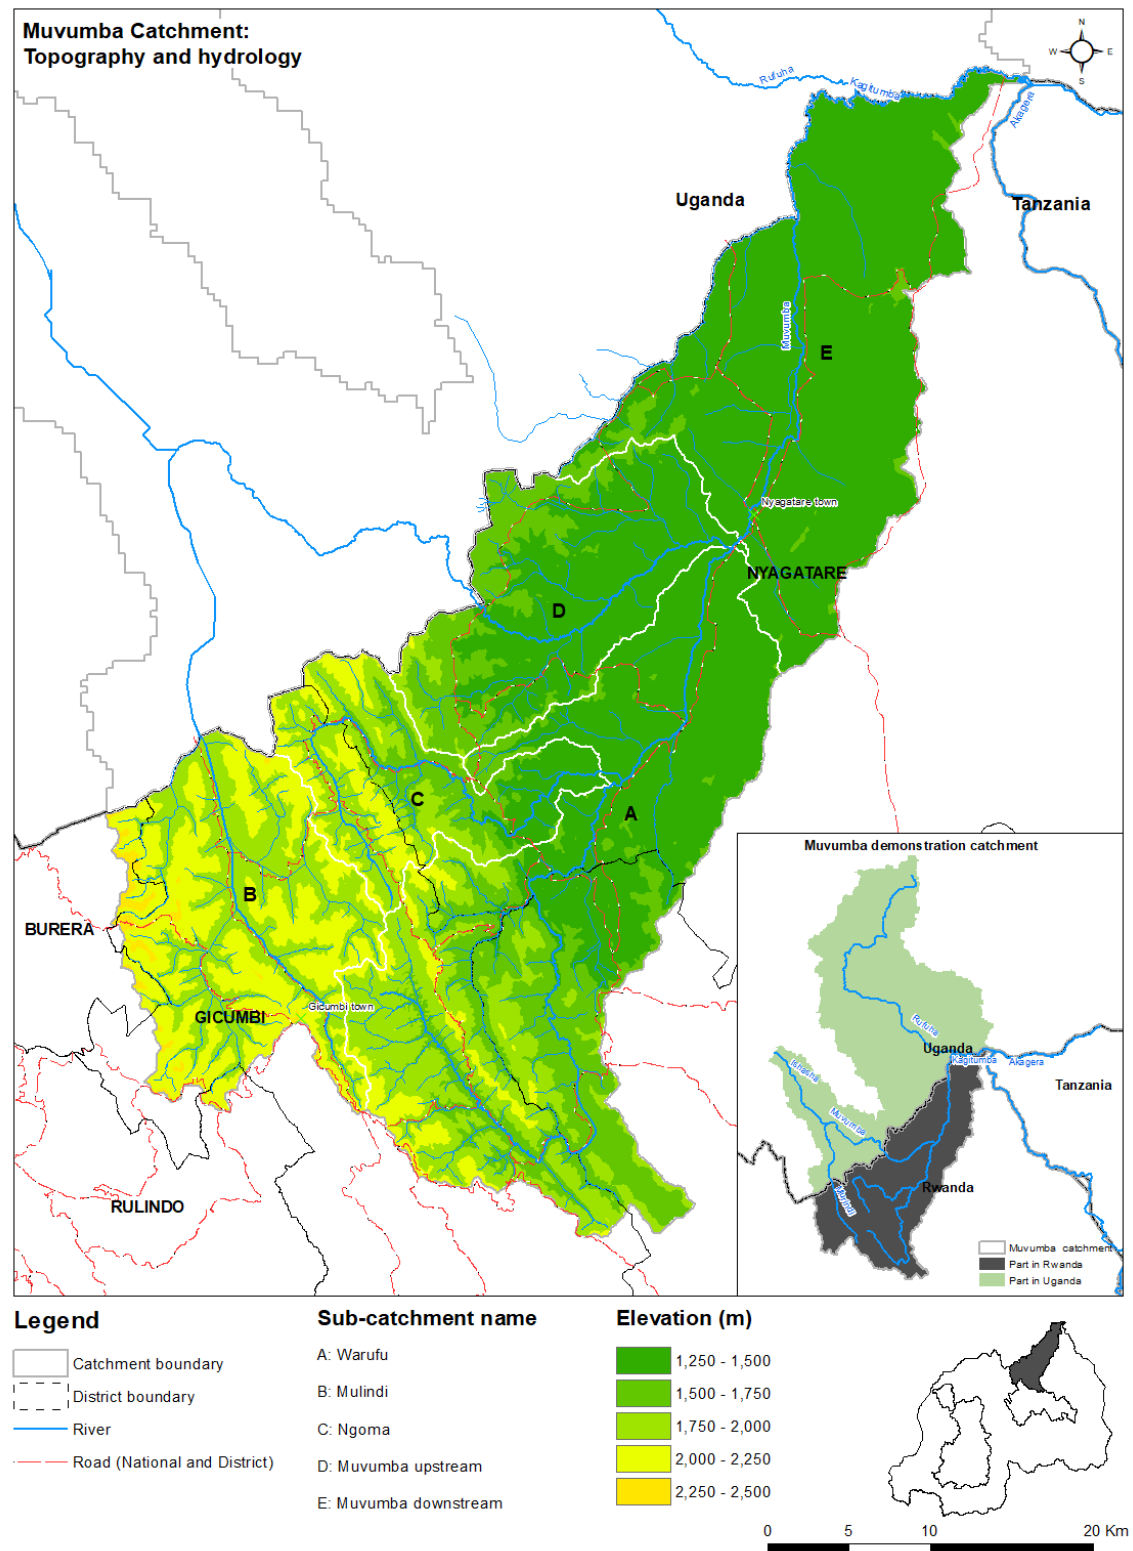 Muvumba Catchment:
Topography and hydrology
N
W
E
S
Rufuha
Kagitumba
Akagera
Uganda
Tanzania
Muvumba
E
Nyagatare town
NYAGATARE
D
C
A
B
BURERA
Gicumbi town
GICUMBI
RULINDO
Muvumba demonstration catchment
Rufuha
Uganda
Kagitumba
Akagera
Ishasha
Tanzania
Muvumba
Rwanda
Murindi
Muvumba catchment
Part in Rwanda
Part in Uganda
Legend
Catchment boundary
District boundary
River
Road (National and District)
Sub-catchment name
A: Warufu
B: Mulindi
C: Ngoma
D: Muvumba upstream
E: Muvumba downstream
Elevation (m)
1,250 - 1,500
1,500 - 1,750
1,750 - 2,000
2,000 - 2,250
2,250 - 2,500
0 5 10 20 Km